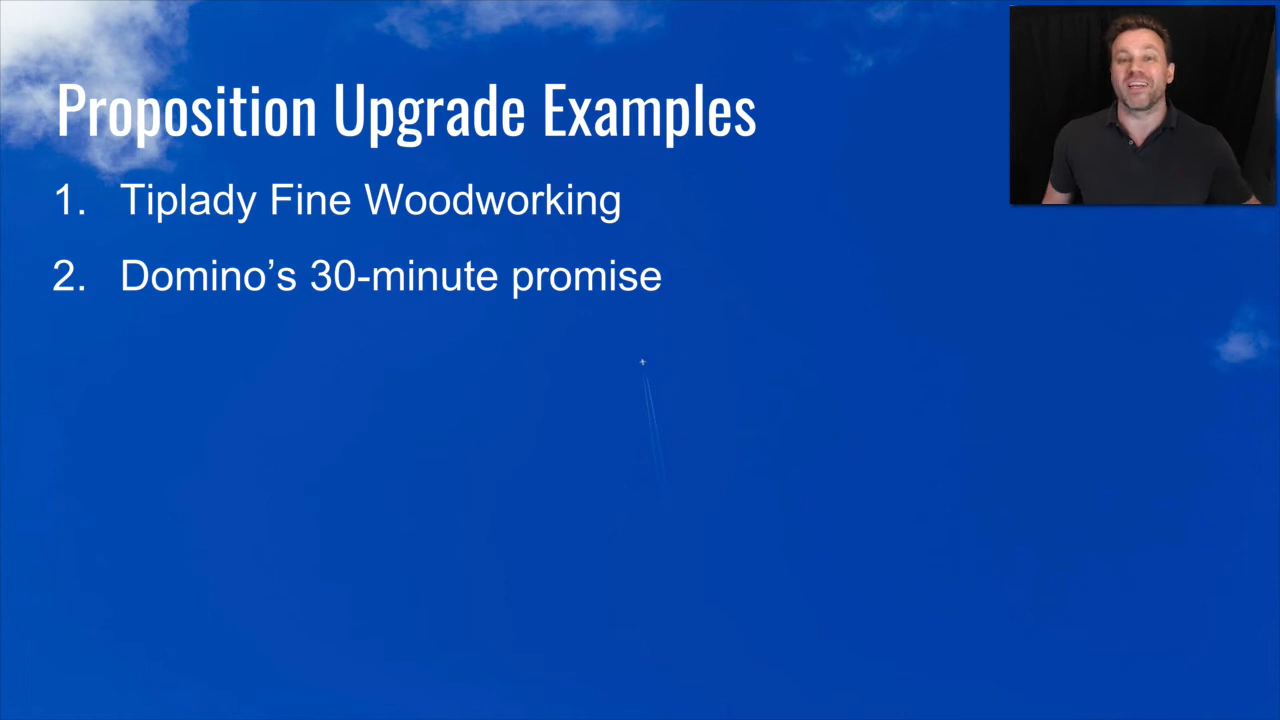 Proposition Upgrade Examples
1. Tiplady Fine Woodworking
2. Domino’s 30-minute promise